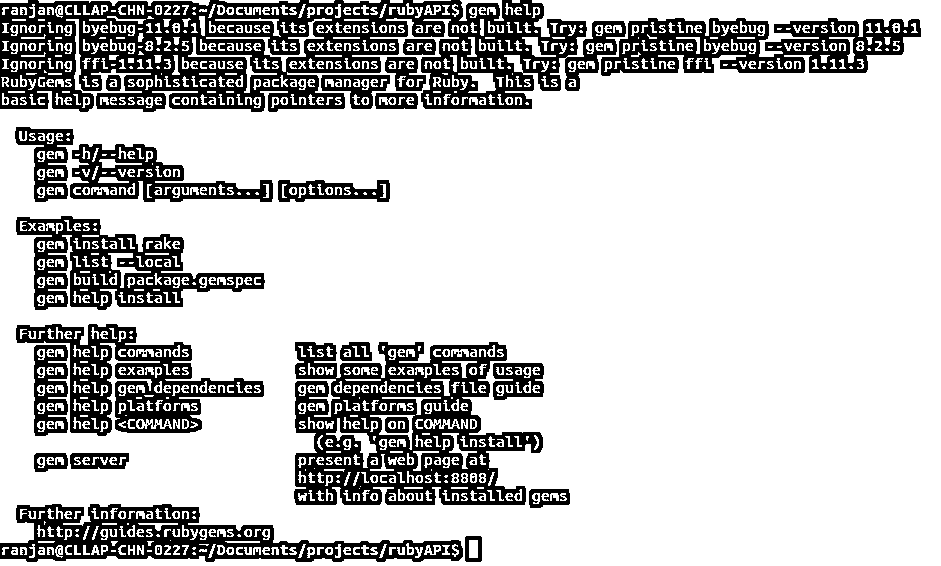 ranjan@CLLAP-CHN-0227:~/Documents/projects/rubyAPI$ gem help
Ignoring byebug-11.0.1 because its extensions are not built. Try: gem pristine byebug --version 11.0.1
Ignoring byebug-8.2.5 because its extensions are not built. Try: gem pristine byebug --version 8.2.5
Ignoring ffi-1.11.3 because its extensions are not built. Try: gem pristine ffi --version 1.11.3
RubyGems is a sophisticated package manager for Ruby.  This is a
basic help message containing pointers to more information.

  Usage:
    gem -h/--help
    gem -v/--version
    gem command [arguments...] [options...]

  Examples:
    gem install rake
    gem list --local
    gem build package.gemspec
    gem help install

  Further help:
    gem help commands            list all 'gem' commands
    gem help examples            show some examples of usage
    gem help gem_dependencies    gem dependencies file guide
    gem help platforms           gem platforms guide
    gem help <COMMAND>           show help on COMMAND
                                   (e.g. 'gem help install')
    gem server                   present a web page at
                                 http://localhost:8808/
                                 with info about installed gems
  Further information:
    http://guides.rubygems.org
ranjan@CLLAP-CHN-0227:~/Documents/projects/rubyAPI$